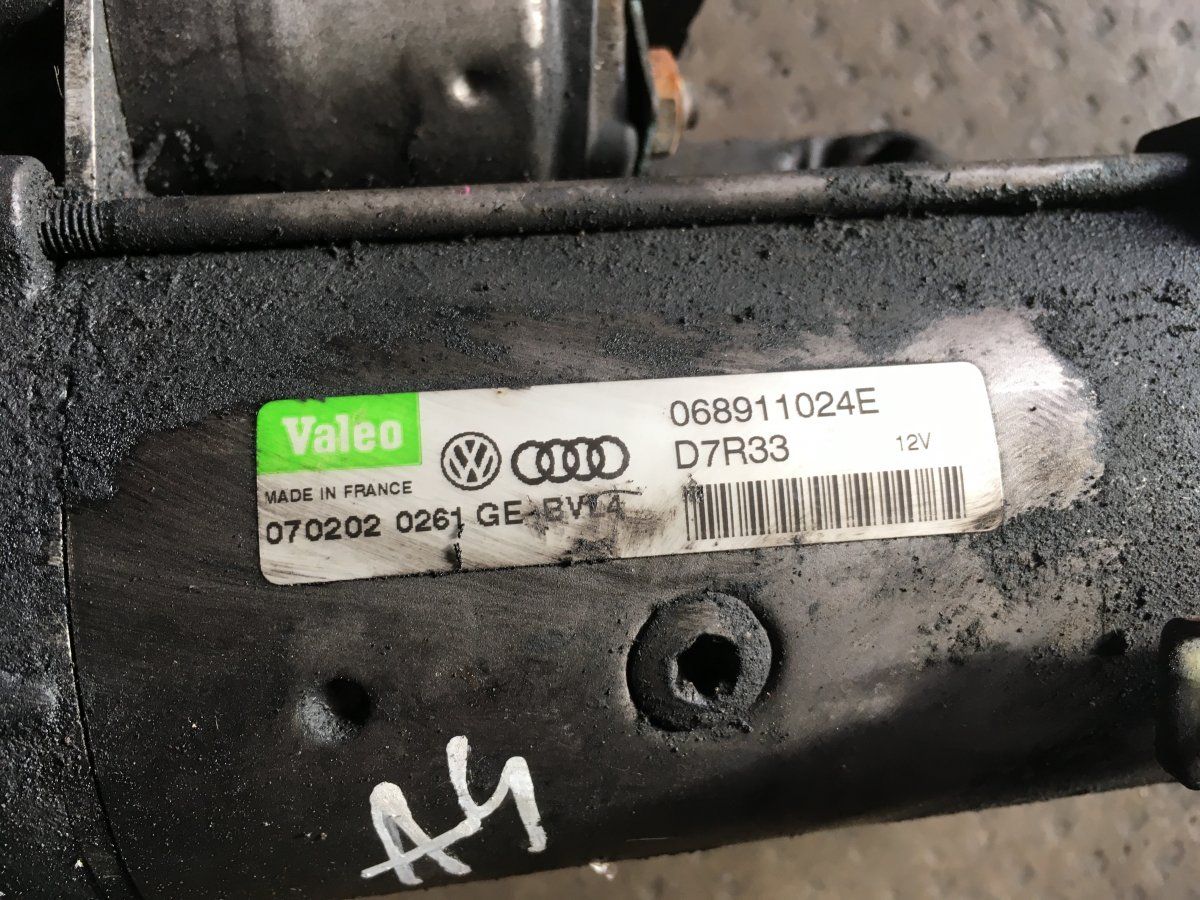 Valeo
068911024E
D7R33 12V
MADE IN FRANCE
070202 0261 GE
A4